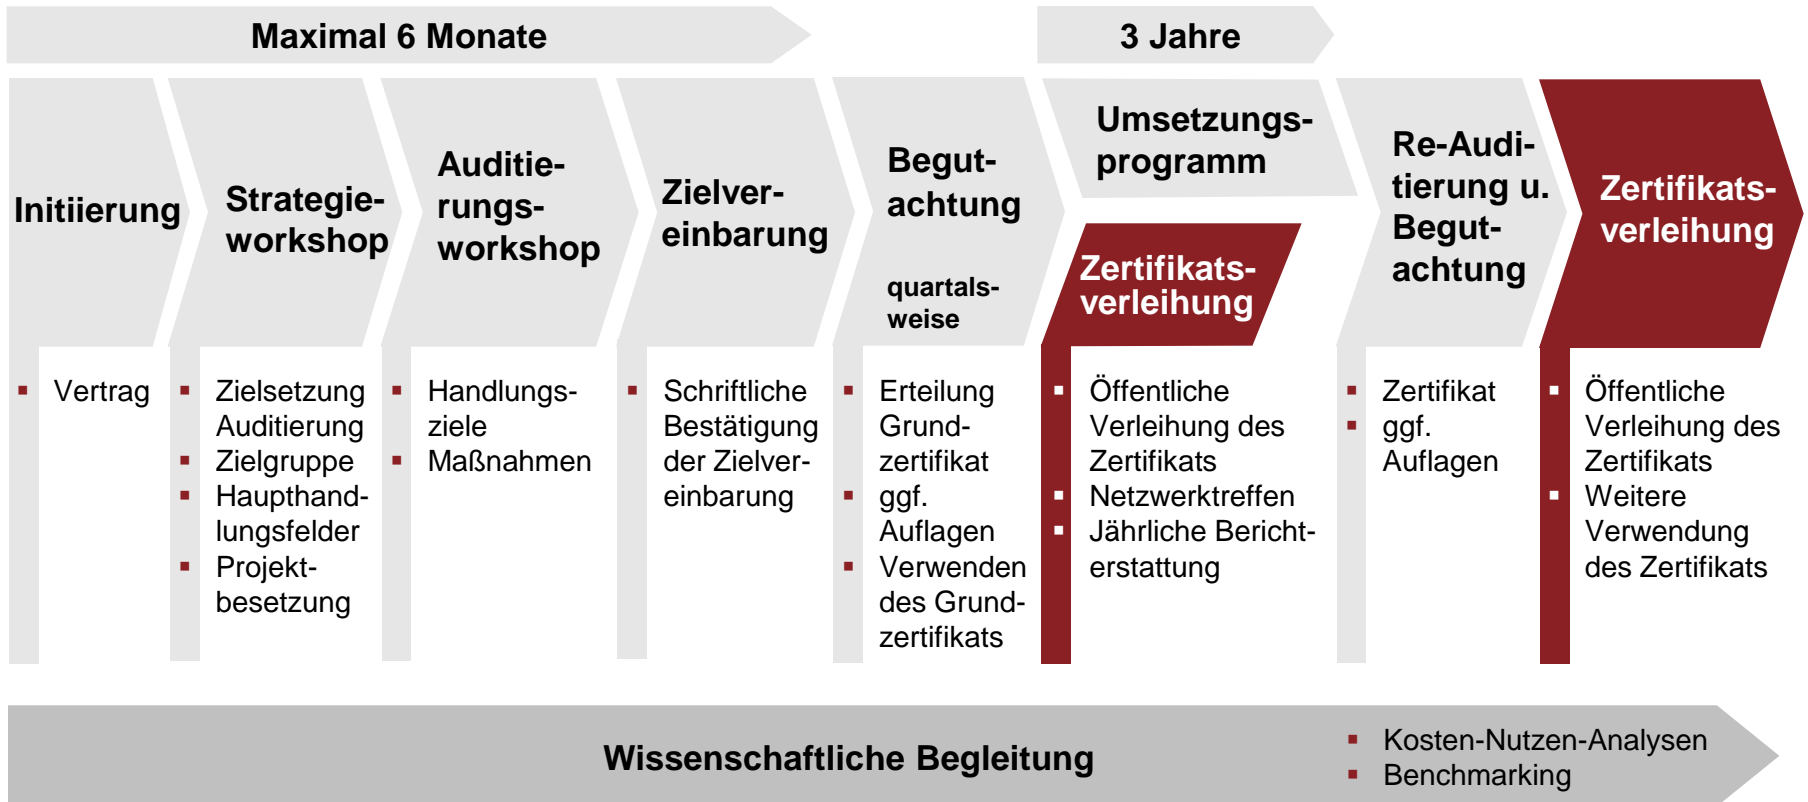 Maximal 6 Monate
3 Jahre
Initiierung
Strategie-
workshop
Auditie-
rungs-
workshop
Zielver-
einbarung
Begut-
achtung
quartals-
weise
Umsetzungs-
programm
Zertifikats-
verleihung
Re-Audi-
tierung u.
Begut-
achtung
Zertifikats-
verleihung
▪ Vertrag
▪ Zielsetzung
Auditierung
▪ Zielgruppe
▪ Haupthand-
lungsfelder
▪ Projekt-
besetzung
▪ Handlungs-
ziele
▪ Maßnahmen
▪ Schriftliche
Bestätigung
der Zielver-
einbarung
▪ Erteilung
Grund-
zertifikat
▪ ggf.
Auflagen
▪ Verwenden
des Grund-
zertifikats
▪ Öffentliche
Verleihung des
Zertifikats
▪ Netzwerktreffen
▪ Jährliche Bericht-
erstattung
▪ Zertifikat
▪ ggf.
Auflagen
▪ Öffentliche
Verleihung des
Zertifikats
▪ Weitere
Verwendung
des Zertifikats
Wissenschaftliche Begleitung
▪ Kosten-Nutzen-Analysen
▪ Benchmarking